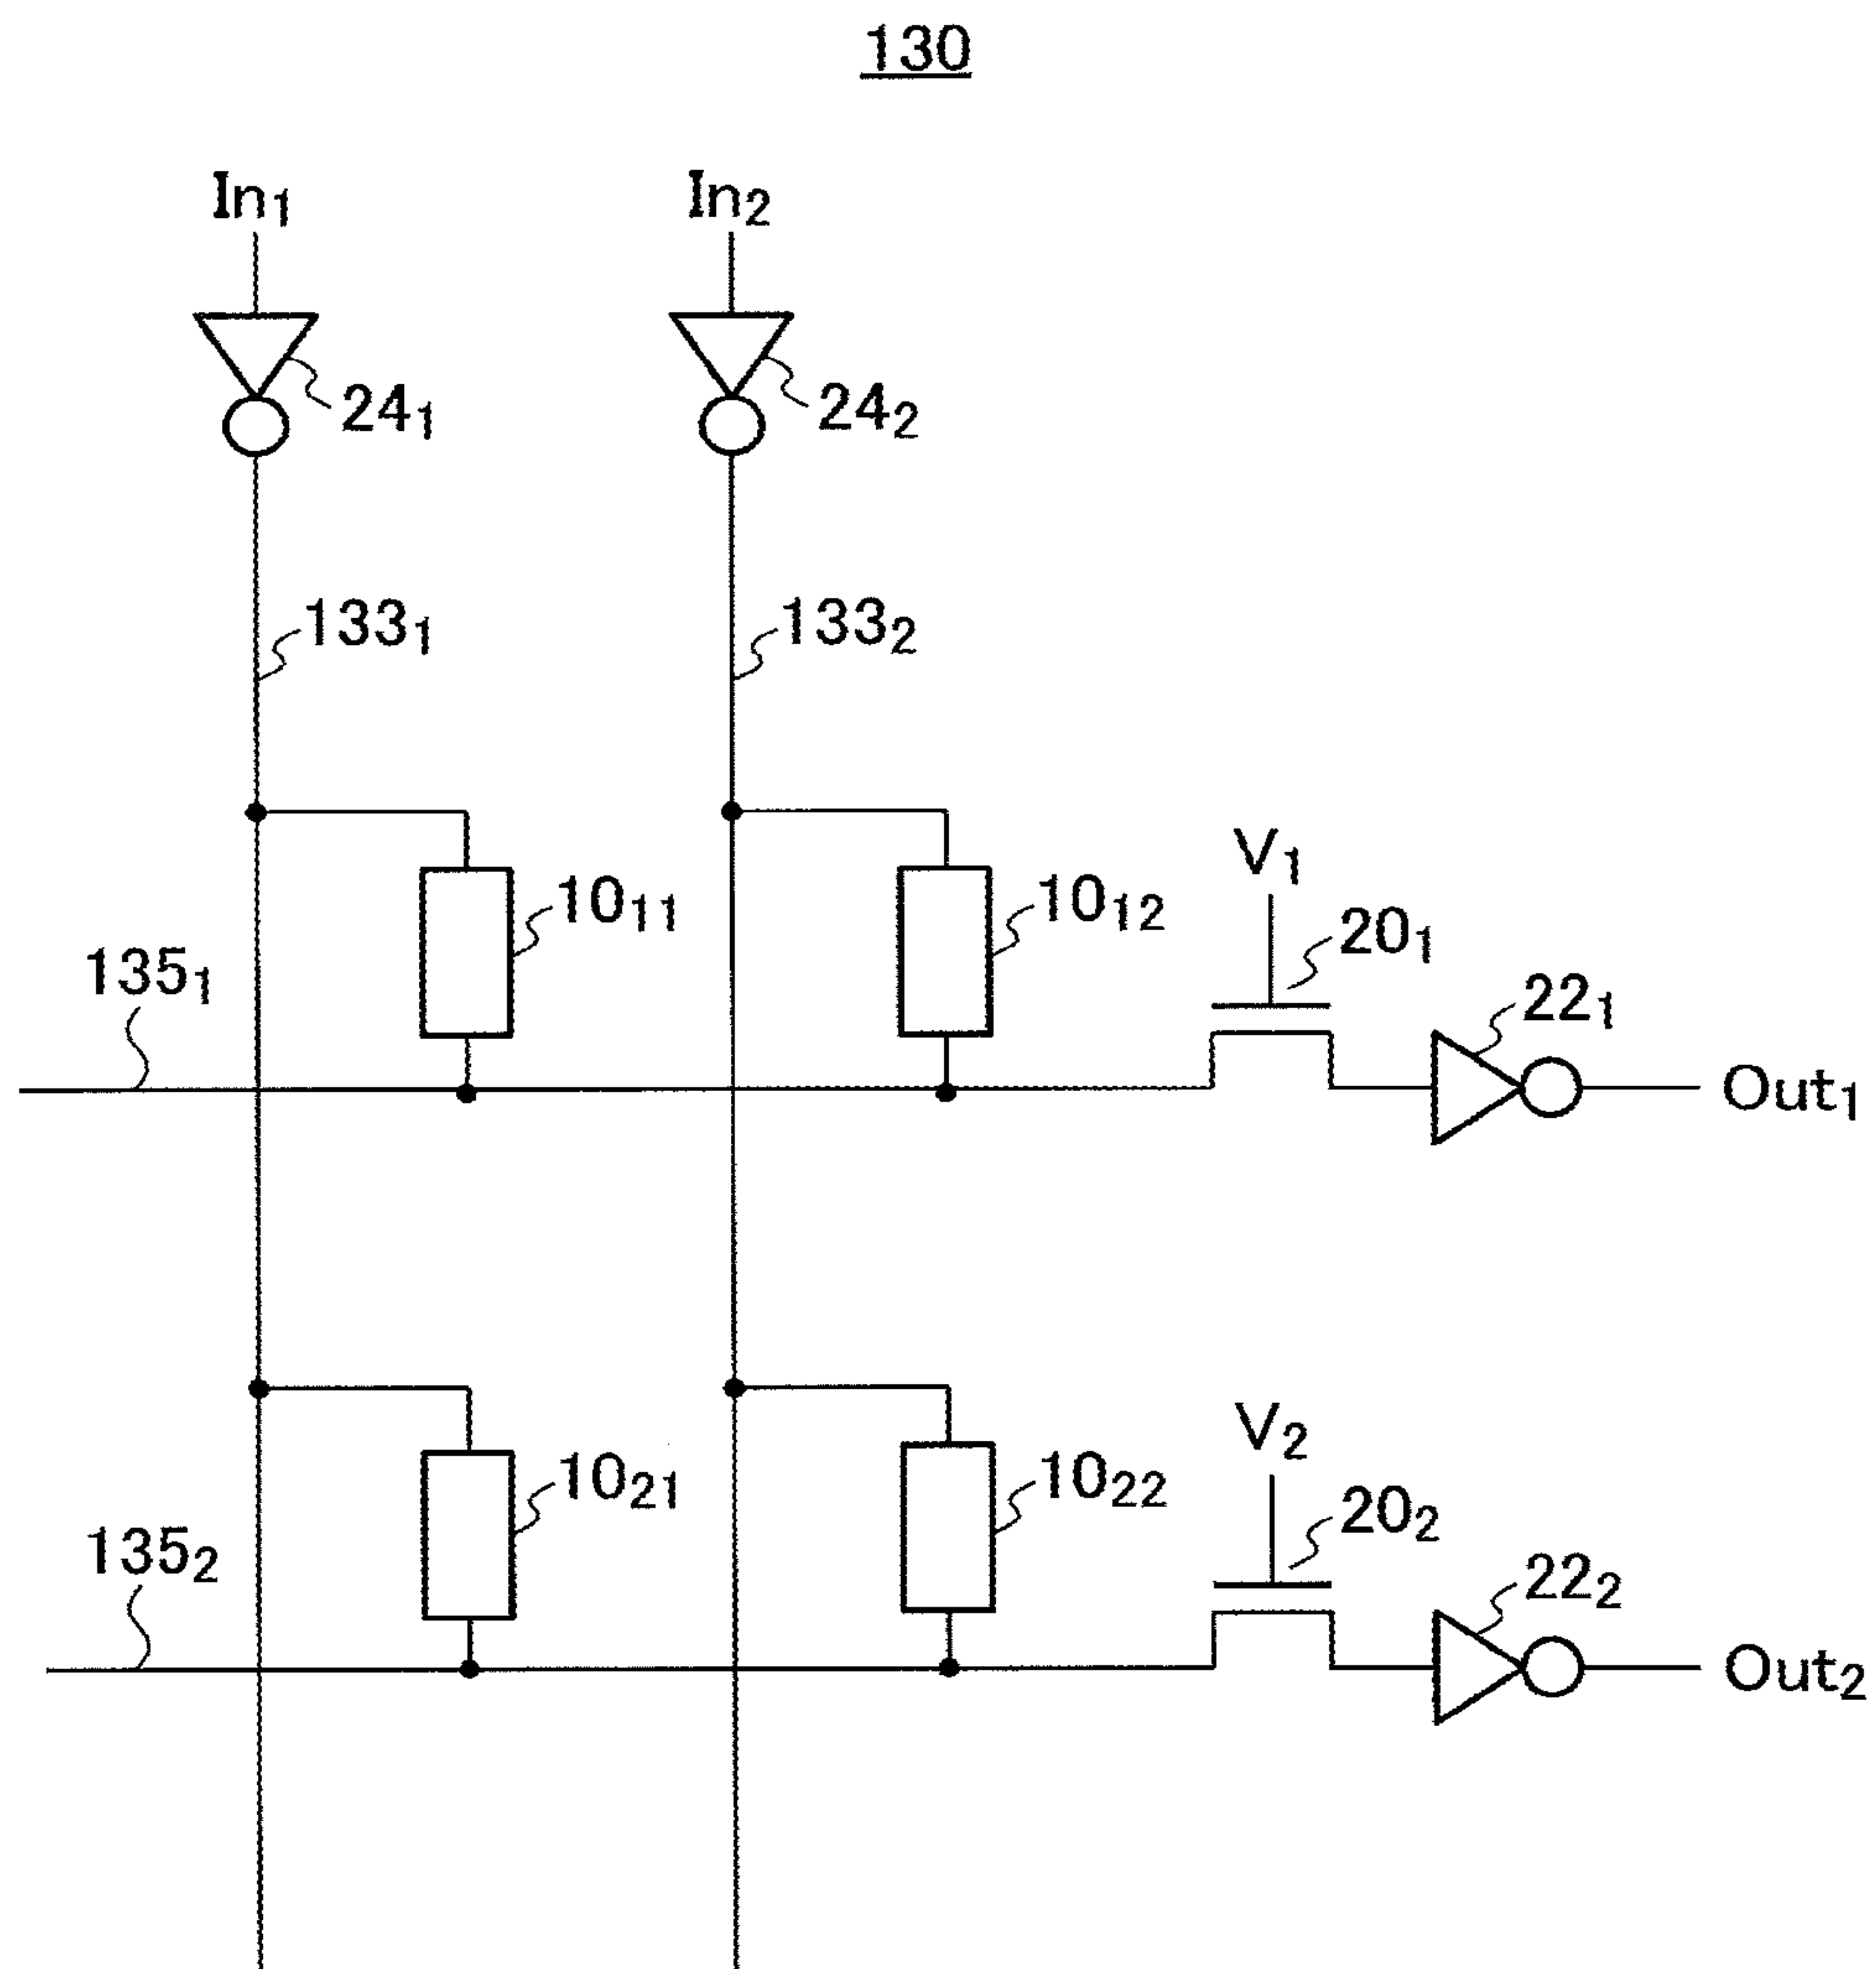 130
In₁ In₂
24₁ 24₂
133₁ 133₂
V₁
10₁₁ 10₁₂ 20₁
135₁ 22₁
Out₁
V₂
10₂₁ 10₂₂ 20₂
135₂ 22₂
Out₂